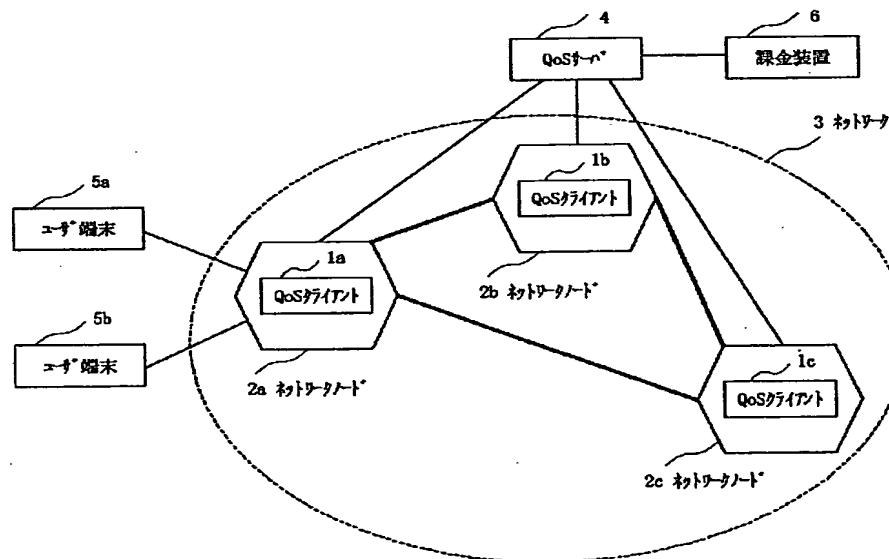 4
6
QoSサーバ
課金装置
3 ネットワーク
1b
5a
QoSクライアント
ユーザ端末
1a
2b ネットワークノード
QoSクライアント
5b
ユーザ端末
1c
2a ネットワークノード
QoSクライアント
2c ネットワークノード